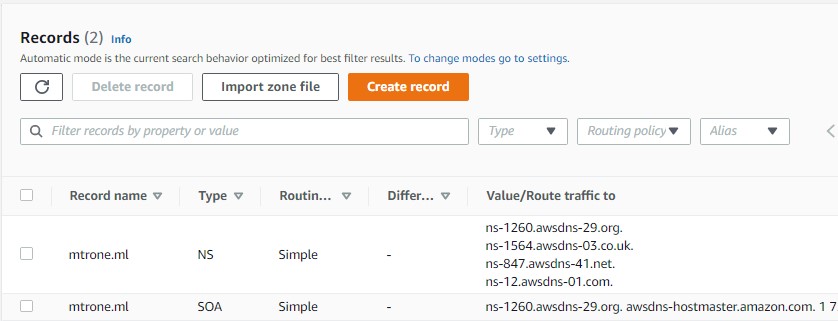 Records (2) Info
Automatic mode is the current search behavior optimized for best filter results. To change modes go to settings.
Delete record Import zone file Create record
Filter records by property or value Type Routing policy Alias
Record name Type Routin... Differ... Value/Route traffic to
ns-1260.awsdns-29.org.
ns-1564.awsdns-03.co.uk.
mtrone.ml NS Simple -
ns-847.awsdns-41.net.
ns-12.awsdns-01.com.
mtrone.ml SOA Simple - ns-1260.awsdns-29.org. awsdns-hostmaster.amazon.com. 1 7